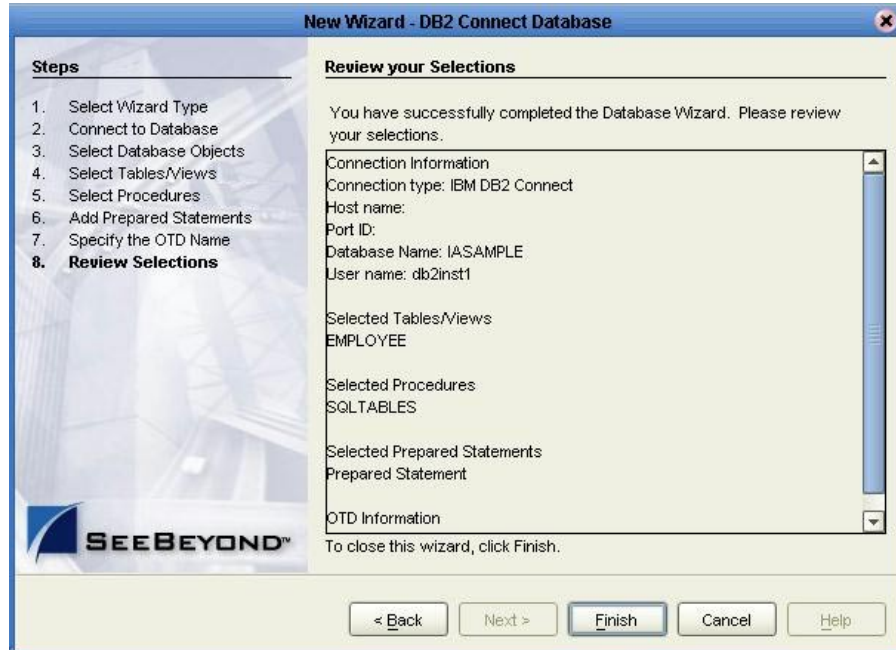 New Wizard - DB2 Connect Database
Steps
1. Select Wizard Type
2. Connect to Database
3. Select Database Objects
4. Select Tables/Views
5. Select Procedures
6. Add Prepared Statements
7. Specify the OTD Name
8. Review Selections
SEEBEYOND™
Review your Selections
You have successfully completed the Database Wizard. Please review
your selections.
Connection Information
Connection type: IBM DB2 Connect
Host name:
Port ID:
Database Name: IASAMPLE
User name: db2inst1
Selected Tables/Views
EMPLOYEE
Selected Procedures
SQLTABLES
Selected Prepared Statements
Prepared Statement
OTD Information
To close this wizard, click Finish.
< Back
Next >
Finish
Cancel
Help